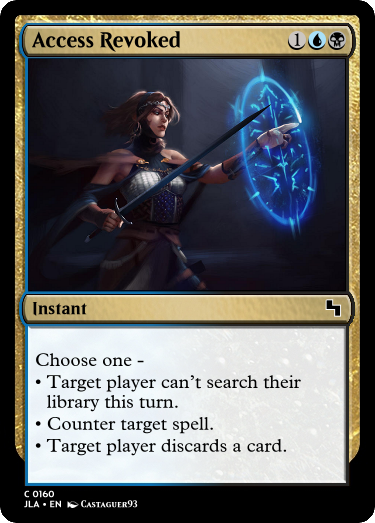 Access Revoked 1
Instant
Choose one -
• Target player can't search their
library this turn.
• Counter target spell.
• Target player discards a card.
C 0160
JLA • EN Castaguer93